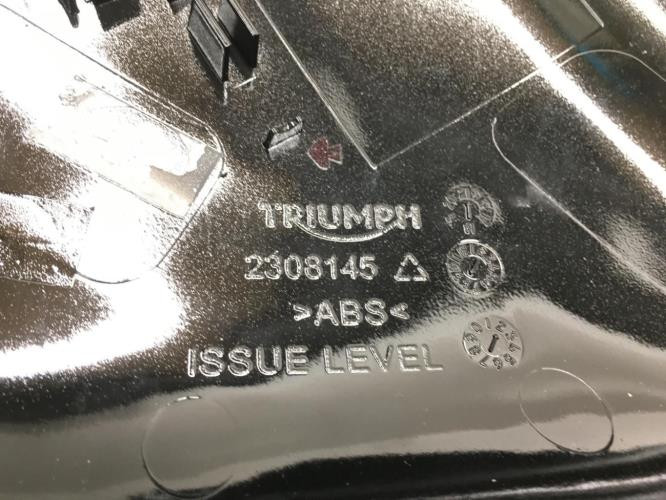 TRIUMPH
2308145
>ABS<
ISSUE LEVEL